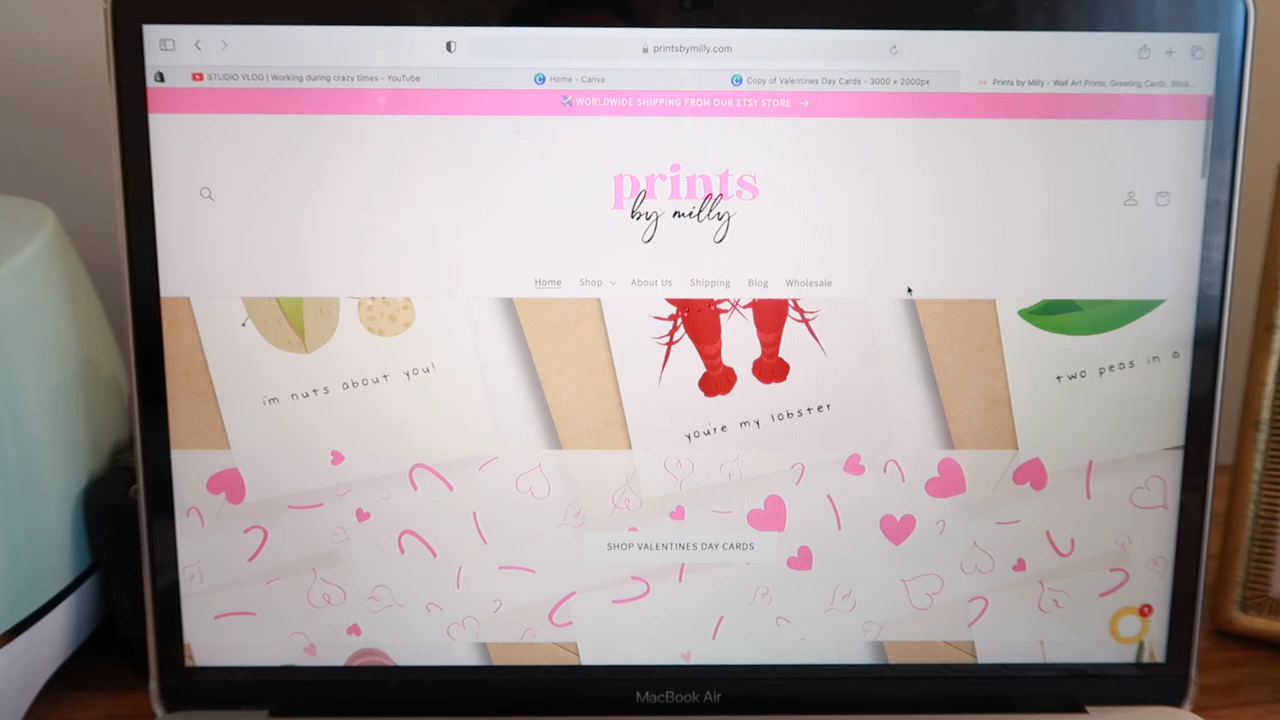 printsbymilly.com
STUDIO VLOG | Working during crazy times - YouTube
Home - Canva
Copy of Valentines Day Cards - 3000 × 2000px
Prints by Milly - Wall Art Prints, Greeting Cards, Stick...
WORLDWIDE SHIPPING FROM OUR ETSY STORE →
prints
by milly
Home
Shop
About Us
Shipping
Blog
Wholesale
i'm nuts about you!
you're my lobster
two peas in a
SHOP VALENTINES DAY CARDS
MacBook Air